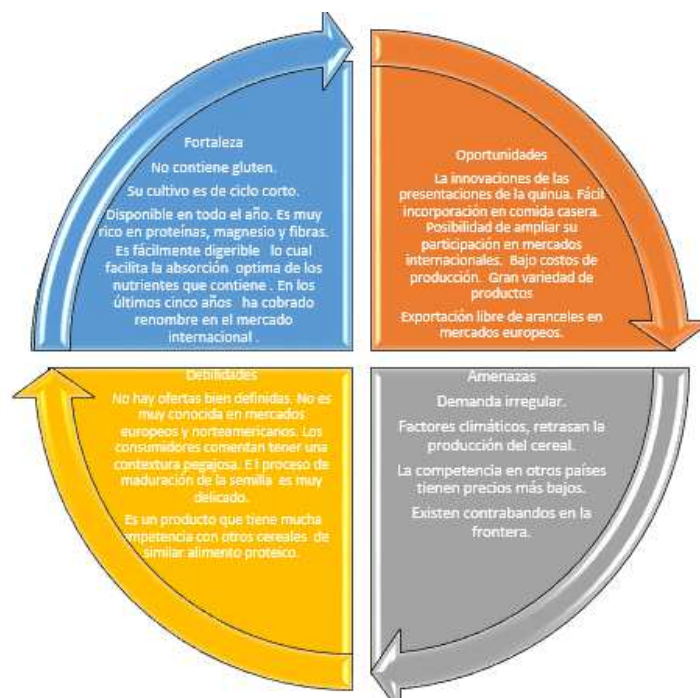 Fortaleza
No contiene gluten.
Su cultivo es de ciclo corto.
Disponible en todo el año. Es muy
rico en proteínas, magnesio y fibras.
Es fácilmente digerible lo cual
facilita la absorción optima de los
nutrientes que contiene . En los
últimos cinco años ha cobrado
renombre en el mercado
internacional .
Oportunidades
La innovaciones de las
presentaciones de la quinua. Fácil
incorporación en comida casera.
Posibilidad de ampliar su
participación en mercados
internacionales. Bajo costos de
producción. Gran variedad de
productos
Exportación libre de aranceles en
mercados europeos.
Debilidades
No hay ofertas bien definidas. No es
muy conocida en mercados
europeos y norteamericanos. Los
consumidores comentan tener una
contextura pegajosa. El proceso de
maduración de la semilla es muy
delicado.
Es un producto que tiene mucha
competencia con otros cereales de
similar alimento proteico.
Amenazas
Demanda irregular.
Factores climáticos, retrasan la
producción del cereal.
La competencia en otros países
tienen precios más bajos.
Existen contrabandos en la
frontera.